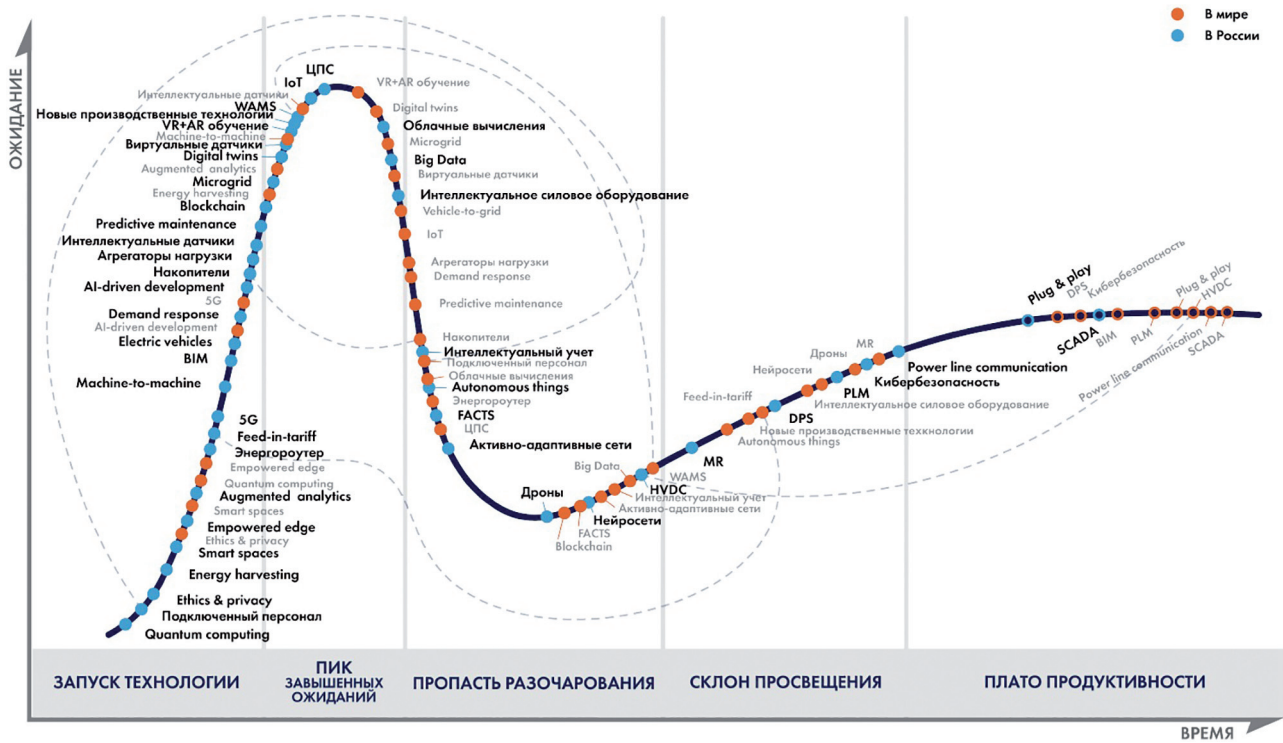 В мире
В России
ОЖИДАНИЕ
ЦПС
IoT
Интеллектуальные датчики
WAMS
Новые производственные технологии
VR+AR обучение
Machine-to-machine
Виртуальные датчики
Digital twins
Augmented analytics
Microgrid
Energy harvesting
Blockchain
Predictive maintenance
Интеллектуальные датчики
Агрегаторы нагрузки
Накопители
AI-driven development
5G
Demand response
AI-driven development
Electric vehicles
BIM
Machine-to-machine
5G
Feed-in-tariff
Энергороутер
Empowered edge
Quantum computing
Augmented analytics
Smart spaces
Empowered edge
Ethics & privacy
Smart spaces
Energy harvesting
Ethics & privacy
Подключенный персонал
Quantum computing
VR+AR обучение
Digital twins
Облачные вычисления
Microgrid
Big Data
Виртуальные датчики
Интеллектуальное силовое оборудование
Vehicle-to-grid
IoT
Агрегаторы нагрузки
Demand response
Predictive maintenance
Накопители
Интеллектуальный учет
Подключенный персонал
Облачные вычисления
Autonomous things
Энергороутер
FACTS
ЦПС
Активно-адаптивные сети
Дроны
Blockchain
FACTS
Нейросети
Активно-адаптивные сети
Интеллектуальный учет
Big Data
HVDC
WAMS
MR
Feed-in-tariff
Autonomous things
Новые производственные техкнологии
DPS
Интеллектуальное силовое оборудование
Нейросети
Дроны
PLM
MR
Кибербезопасность
Power line communication
Plug & play
DPS
Кибербезопасность
SCADA
BIM
PLM
Plug & play
HVDC
Power line communication
SCADA
ЗАПУСК ТЕХНОЛОГИИ
ПИК
ЗАВЫШЕННЫХ
ОЖИДАНИЙ
ПРОПАСТЬ РАЗОЧАРОВАНИЯ
СКЛОН ПРОСВЕЩЕНИЯ
ПЛАТО ПРОДУКТИВНОСТИ
ВРЕМЯ